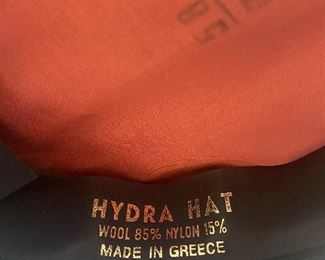 HYDRA HAT
WOOL 85% NYLON 15%
MADE IN GREECE